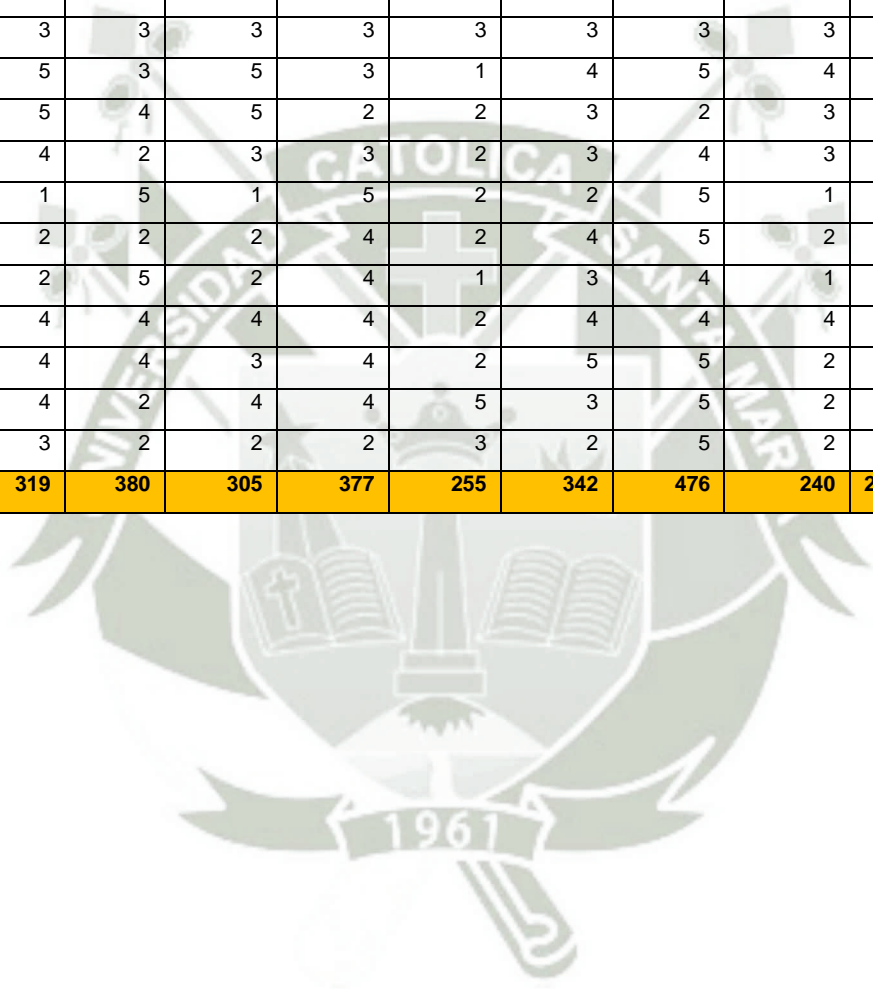 3 3 3 3 3 3 3 3
5 3 5 3 1 4 5 4
5 4 5 2 2 3 2 3
4 2 3 3 2 3 4 3
1 5 1 5 2 2 5 1
2 2 2 4 2 4 5 2
2 5 2 4 1 3 4 1
4 4 4 4 2 4 4 4
4 4 3 4 2 5 5 2
4 2 4 4 5 3 5 2
3 2 2 2 3 2 5 2
319 380 305 377 255 342 476 240
UNIVERSIDAD CATOLICA SANTA MARIA
1961